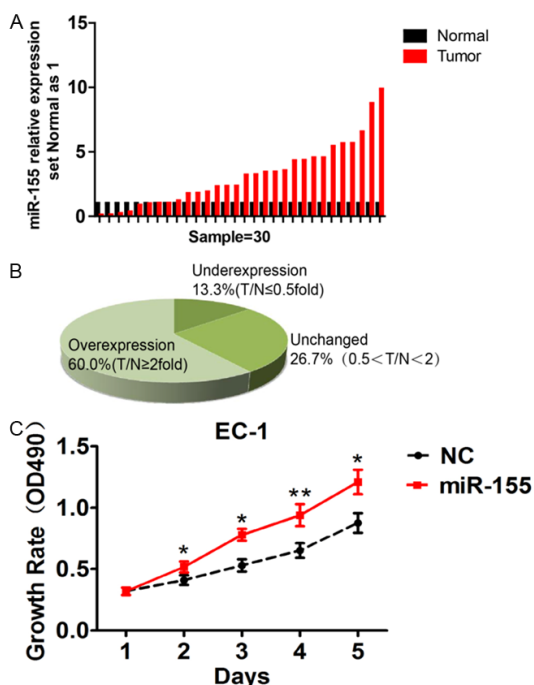 A
miR-155 relative expression
set Normal as 1
15
10
5
0
Sample=30
Normal
Tumor
B
Underexpression
13.3%(T/N≤0.5fold)
Overexpression
60.0%(T/N≥2fold)
Unchanged
26.7%（0.5<T/N<2）
C
EC-1
Growth Rate（OD490）
1.5
1.0
0.5
0.0
*
*
**
*
1 2 3 4 5
Days
NC
miR-155